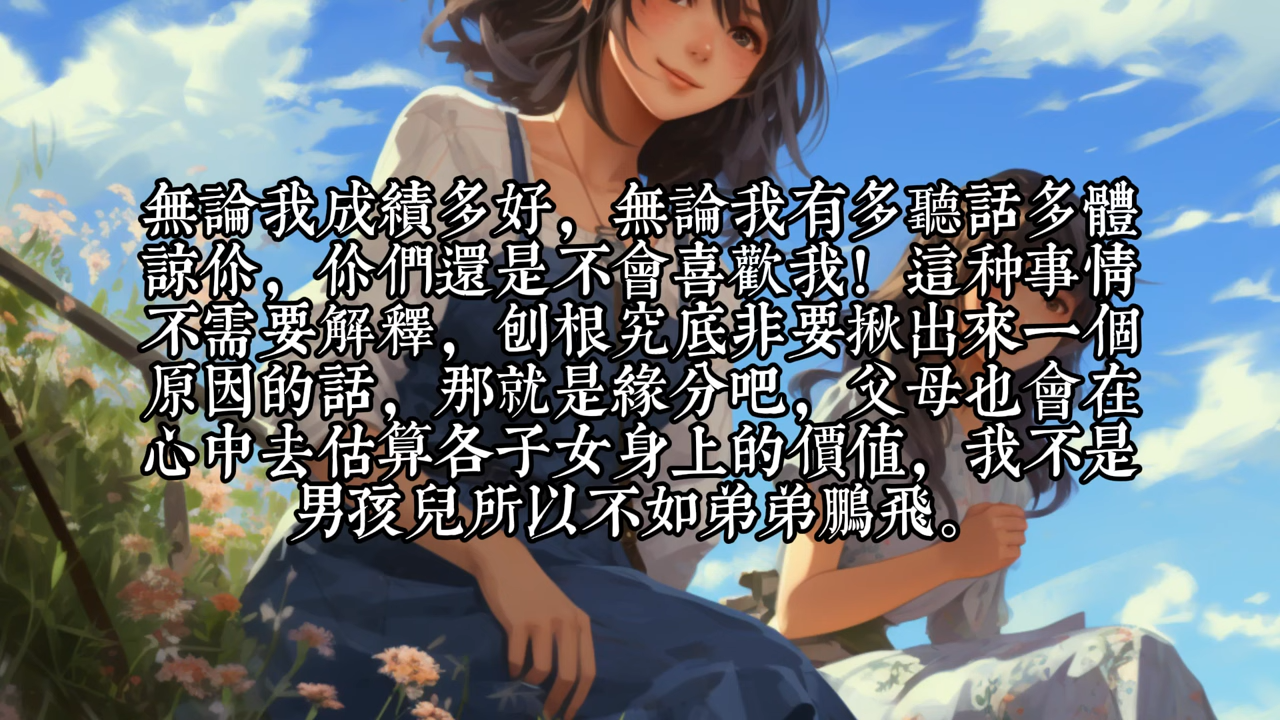 無論我成績多好，無論我有多聽話多體
諒你，你們還是不會喜歡我！這种事情
不需要解釋，刨根究底非要揪出來一個
原因的話，那就是緣分吧，父母也會在
心中去估算各子女身上的價值，我不是
男孩兒所以不如弟弟鵬飛。